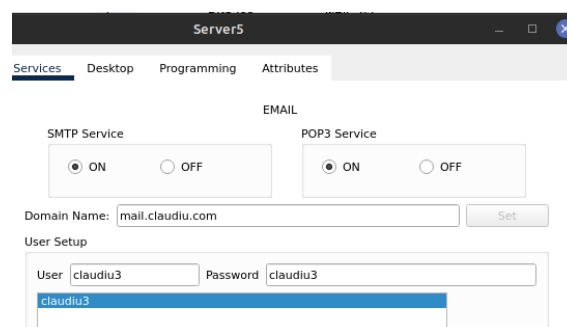 Server5
Services Desktop Programming Attributes
EMAIL
SMTP Service POP3 Service
ON OFF ON OFF
Domain Name: mail.claudiu.com Set
User Setup
User claudiu3 Password claudiu3
claudiu3